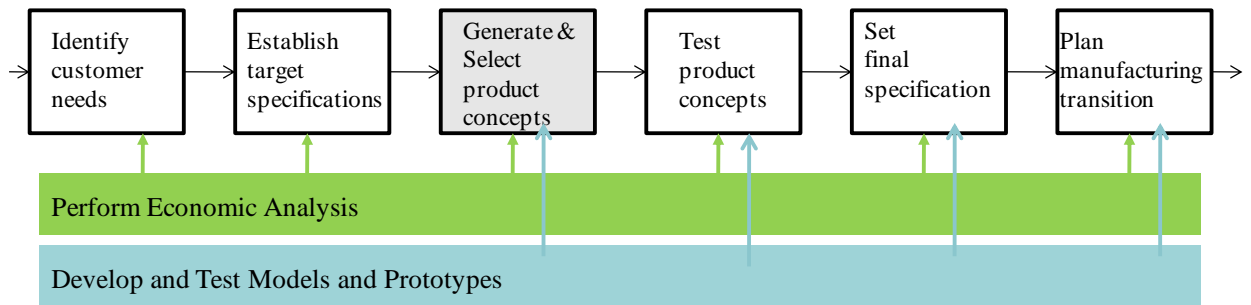 Identify
customer
needs
Establish
target
specifications
Generate &
Select
product
concepts
Test
product
concepts
Set
final
specification
Plan
manufacturing
transition
Perform Economic Analysis
Develop and Test Models and Prototypes